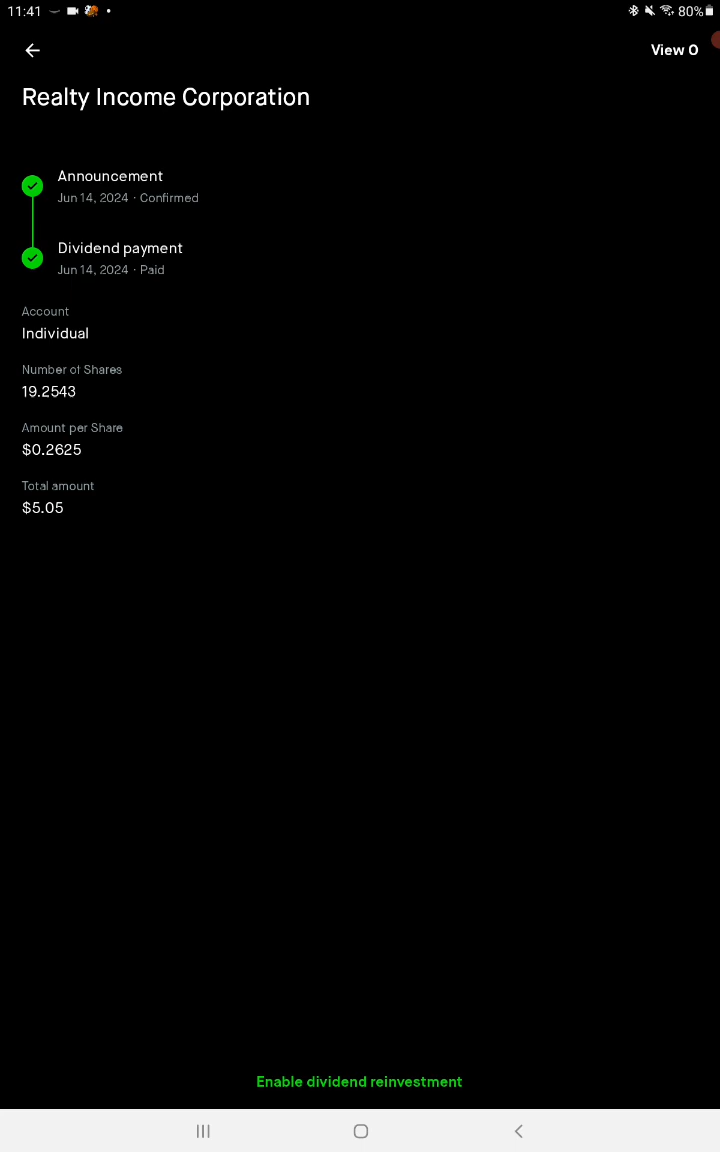 11:41
80%
View O
Realty Income Corporation
Announcement
Jun 14, 2024 · Confirmed
Dividend payment
Jun 14, 2024 · Paid
Account
Individual
Number of Shares
19.2543
Amount per Share
$0.2625
Total amount
$5.05
Enable dividend reinvestment